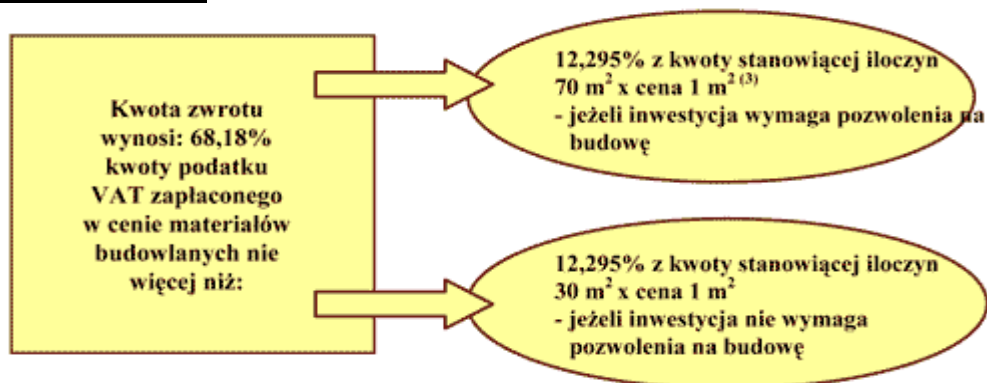 Kwota zwrotu
wynosi: 68,18%
kwoty podatku
VAT zapłaconego
w cenie materiałów
budowlanych nie
więcej niż:
12,295% z kwoty stanowiącej iloczyn
70 m² x cena 1 m² ⁽³⁾
- jeżeli inwestycja wymaga pozwolenia na
budowę
12,295% z kwoty stanowiącej iloczyn
30 m² x cena 1 m²
- jeżeli inwestycja nie wymaga
pozwolenia na budowę